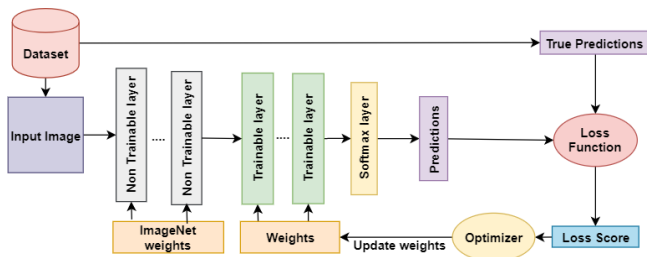 Dataset
True Predictions
Input Image
Non Trainable layer
....
Non Trainable layer
Trainable layer
....
Trainable layer
Softmax layer
Predictions
Loss
Function
ImageNet
weights
Weights
Update weights
Optimizer
Loss Score